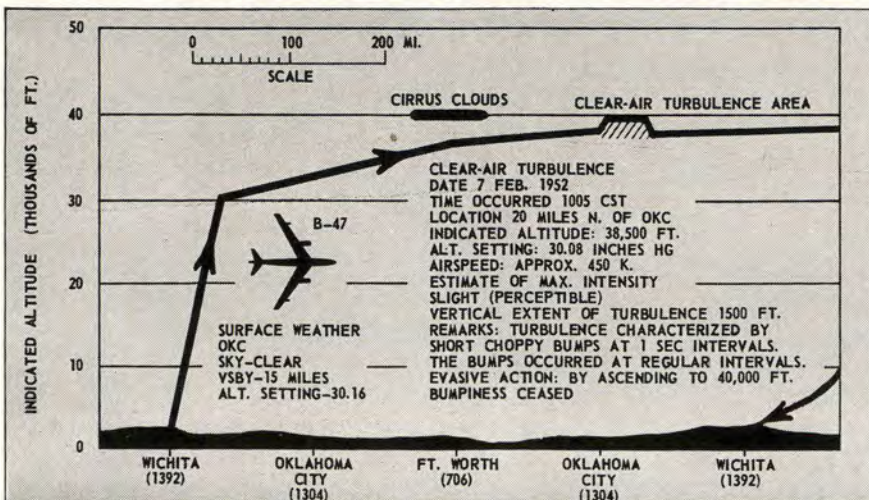 50
40
30
20
10
0
INDICATED ALTITUDE (THOUSANDS OF FT.)
0 100 200 MI.
SCALE
CIRRUS CLOUDS
CLEAR-AIR TURBULENCE AREA
B-47
CLEAR-AIR TURBULENCE
DATE 7 FEB. 1952
TIME OCCURRED 1005 CST
LOCATION 20 MILES N. OF OKC
INDICATED ALTITUDE: 38,500 FT.
ALT. SETTING: 30.08 INCHES HG
AIRSPEED: APPROX. 450 K.
ESTIMATE OF MAX. INTENSITY
SLIGHT (PERCEPTIBLE)
VERTICAL EXTENT OF TURBULENCE 1500 FT.
REMARKS: TURBULENCE CHARACTERIZED BY
SHORT CHOPPY BUMPS AT 1 SEC INTERVALS.
THE BUMPS OCCURRED AT REGULAR INTERVALS.
EVASIVE ACTION: BY ASCENDING TO 40,000 FT.
BUMPINESS CEASED
SURFACE WEATHER
OKC
SKY-CLEAR
VSBY-15 MILES
ALT. SETTING-30.16
WICHITA
(1392)
OKLAHOMA
CITY
(1304)
FT. WORTH
(706)
OKLAHOMA
CITY
(1304)
WICHITA
(1392)